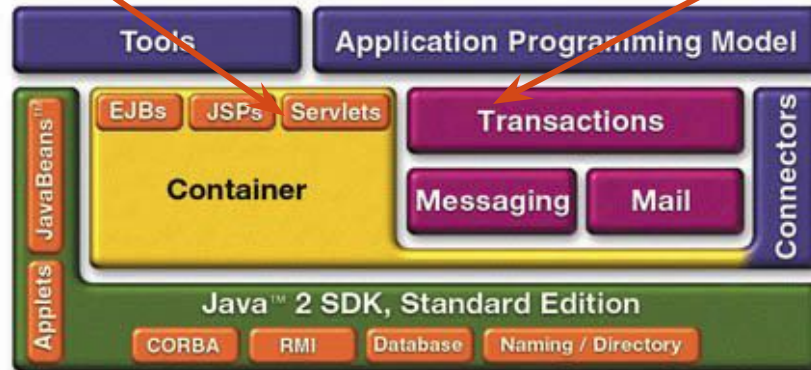 Tools
Application Programming Model
EJBs
JSPs
Servlets
Transactions
Container
Messaging
Mail
Connectors
JavaBeans™
Applets
Java™ 2 SDK, Standard Edition
CORBA
RMI
Database
Naming / Directory